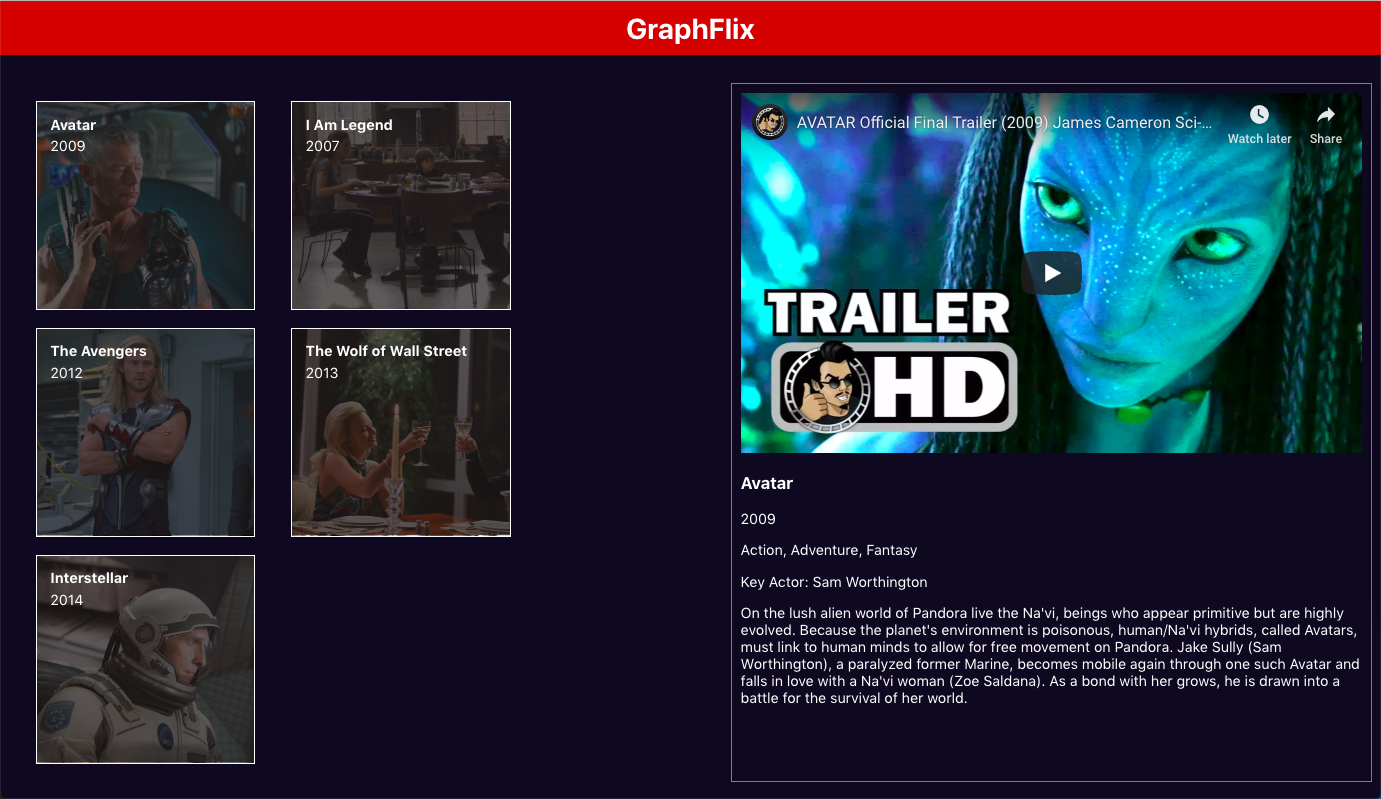 GraphFlix
Avatar
2009
I Am Legend
2007
The Avengers
2012
The Wolf of Wall Street
2013
Interstellar
2014
AVATAR Official Final Trailer (2009) James Cameron Sci-...
Watch later
Share
TRAILER
HD
Avatar
2009
Action, Adventure, Fantasy
Key Actor: Sam Worthington
On the lush alien world of Pandora live the Na'vi, beings who appear primitive but are highly
evolved. Because the planet's environment is poisonous, human/Na'vi hybrids, called Avatars,
must link to human minds to allow for free movement on Pandora. Jake Sully (Sam
Worthington), a paralyzed former Marine, becomes mobile again through one such Avatar and
falls in love with a Na'vi woman (Zoe Saldana). As a bond with her grows, he is drawn into a
battle for the survival of her world.